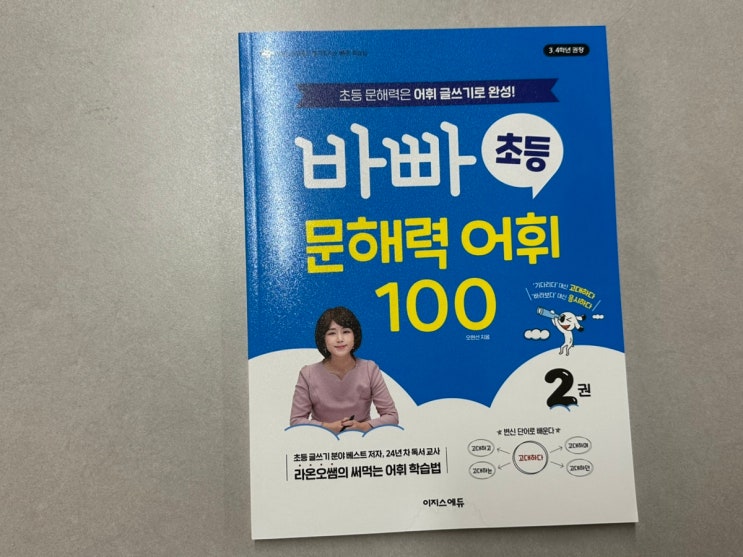 3.4학년 권장
초등 문해력은 어휘 글쓰기로 완성!
바빠 초등
문해력 어휘
100
'기다리다' 대신 고대하다
'바라보다' 대신 응시하다
오현선 지음
2권
변신 단어로 배운다
고대하고
고대하며
고대하다
고대하는
고대하던
초등 글쓰기 분야 베스트 저자, 24년 차 독서 교사
라온오쌤의 써먹는 어휘 학습법
이지스에듀